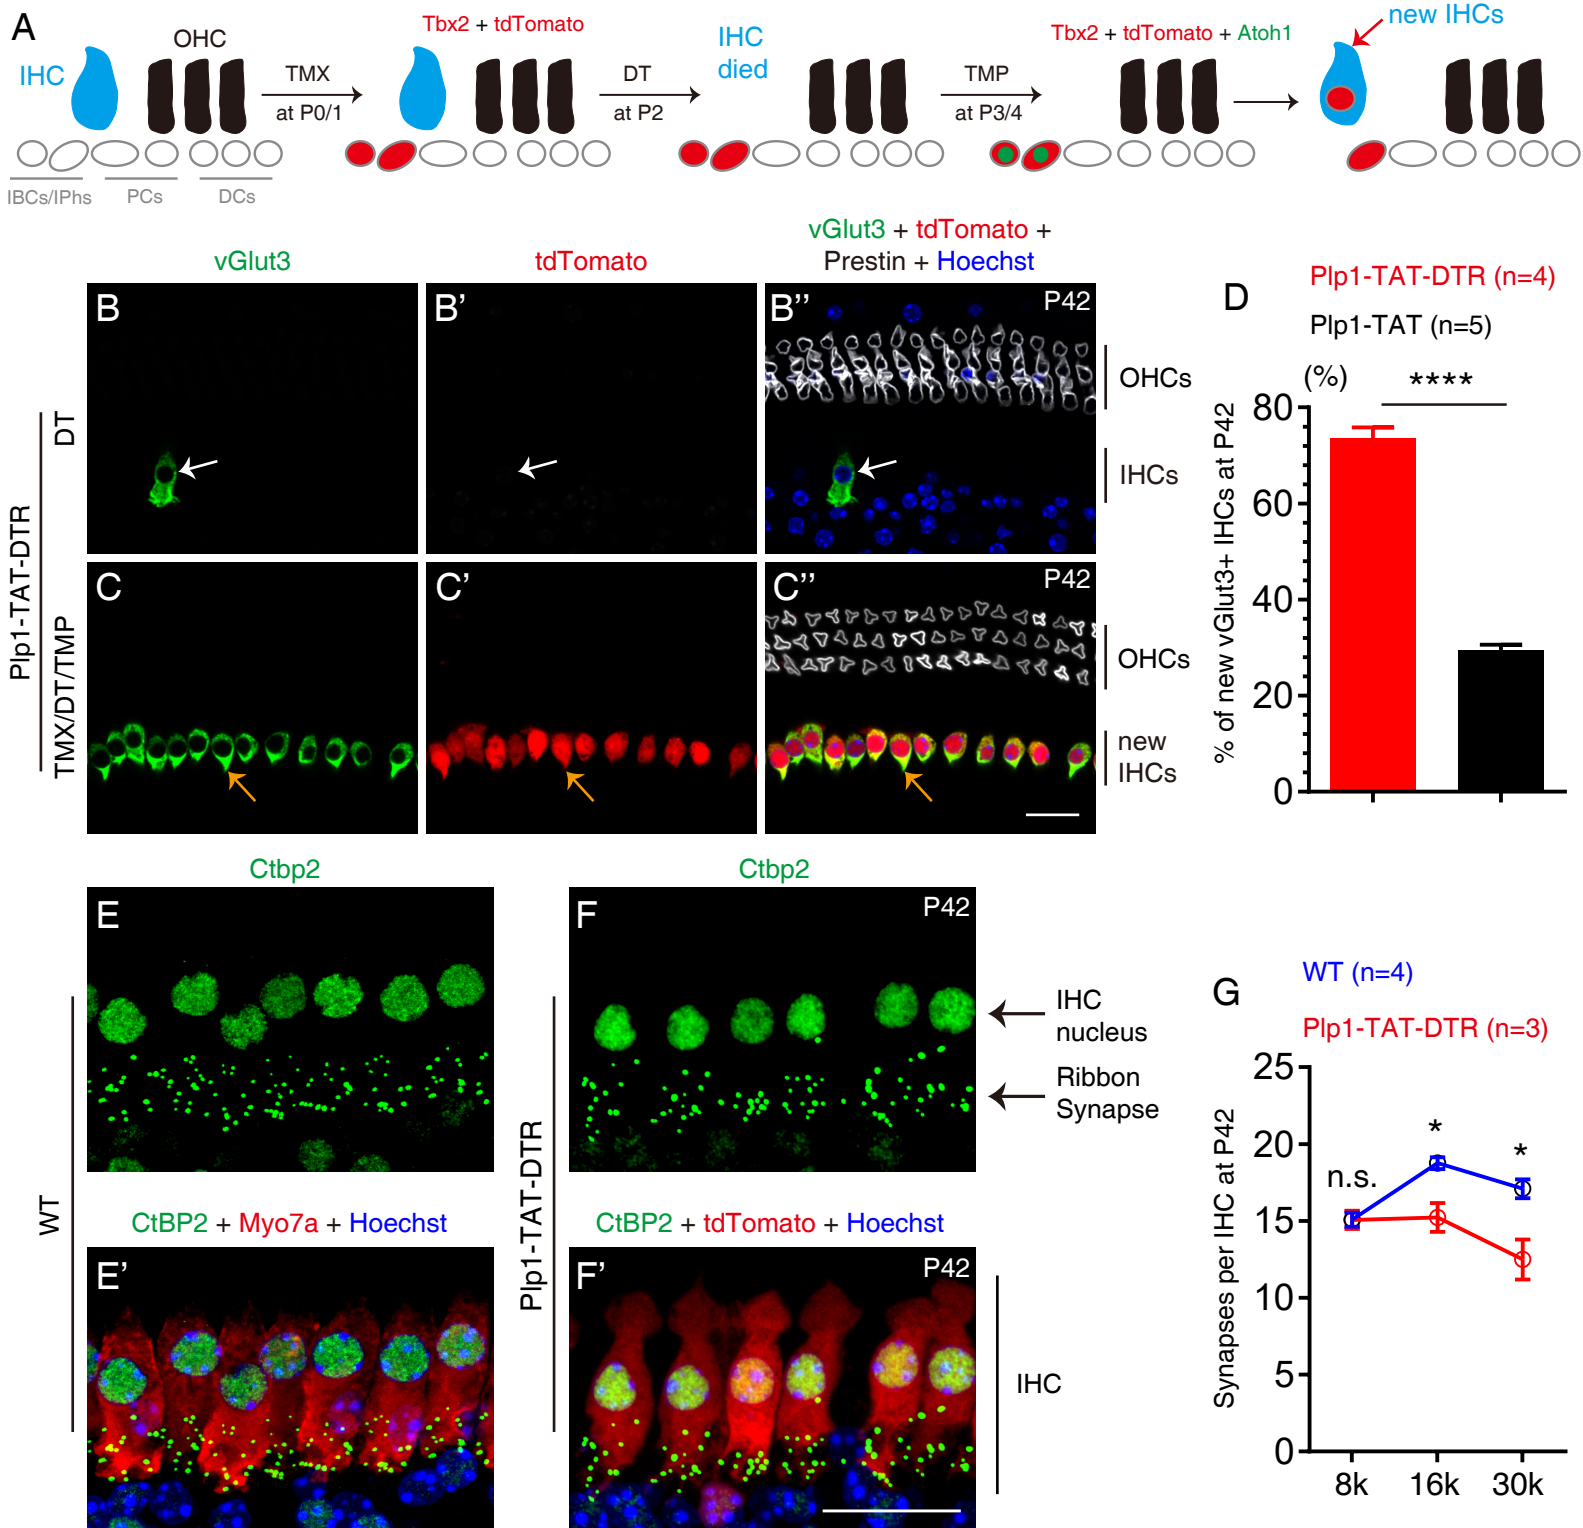 A
IHC
OHC
TMX
at P0/1
Tbx2 + tdTomato
DT
at P2
IHC
died
TMP
at P3/4
Tbx2 + tdTomato + Atoh1
new IHCs
IBCs/IPhs
PCs
DCs
vGlut3
tdTomato
vGlut3 + tdTomato +
Prestin + Hoechst
Plp1-TAT-DTR
DT
B
B'
B''
P42
OHCs
IHCs
TMX/DT/TMP
C
C'
C''
P42
OHCs
new
IHCs
D
Plp1-TAT-DTR (n=4)
Plp1-TAT (n=5)
(%)
****
% of new vGlut3+ IHCs at P42
80
60
40
20
0
Ctbp2
Ctbp2
WT
E
Plp1-TAT-DTR
F
P42
IHC
nucleus
Ribbon
Synapse
CtBP2 + Myo7a + Hoechst
CtBP2 + tdTomato + Hoechst
E'
F'
P42
IHC
G
WT (n=4)
Plp1-TAT-DTR (n=3)
Synapses per IHC at P42
25
20
15
10
5
0
n.s.
*
*
8k
16k
30k